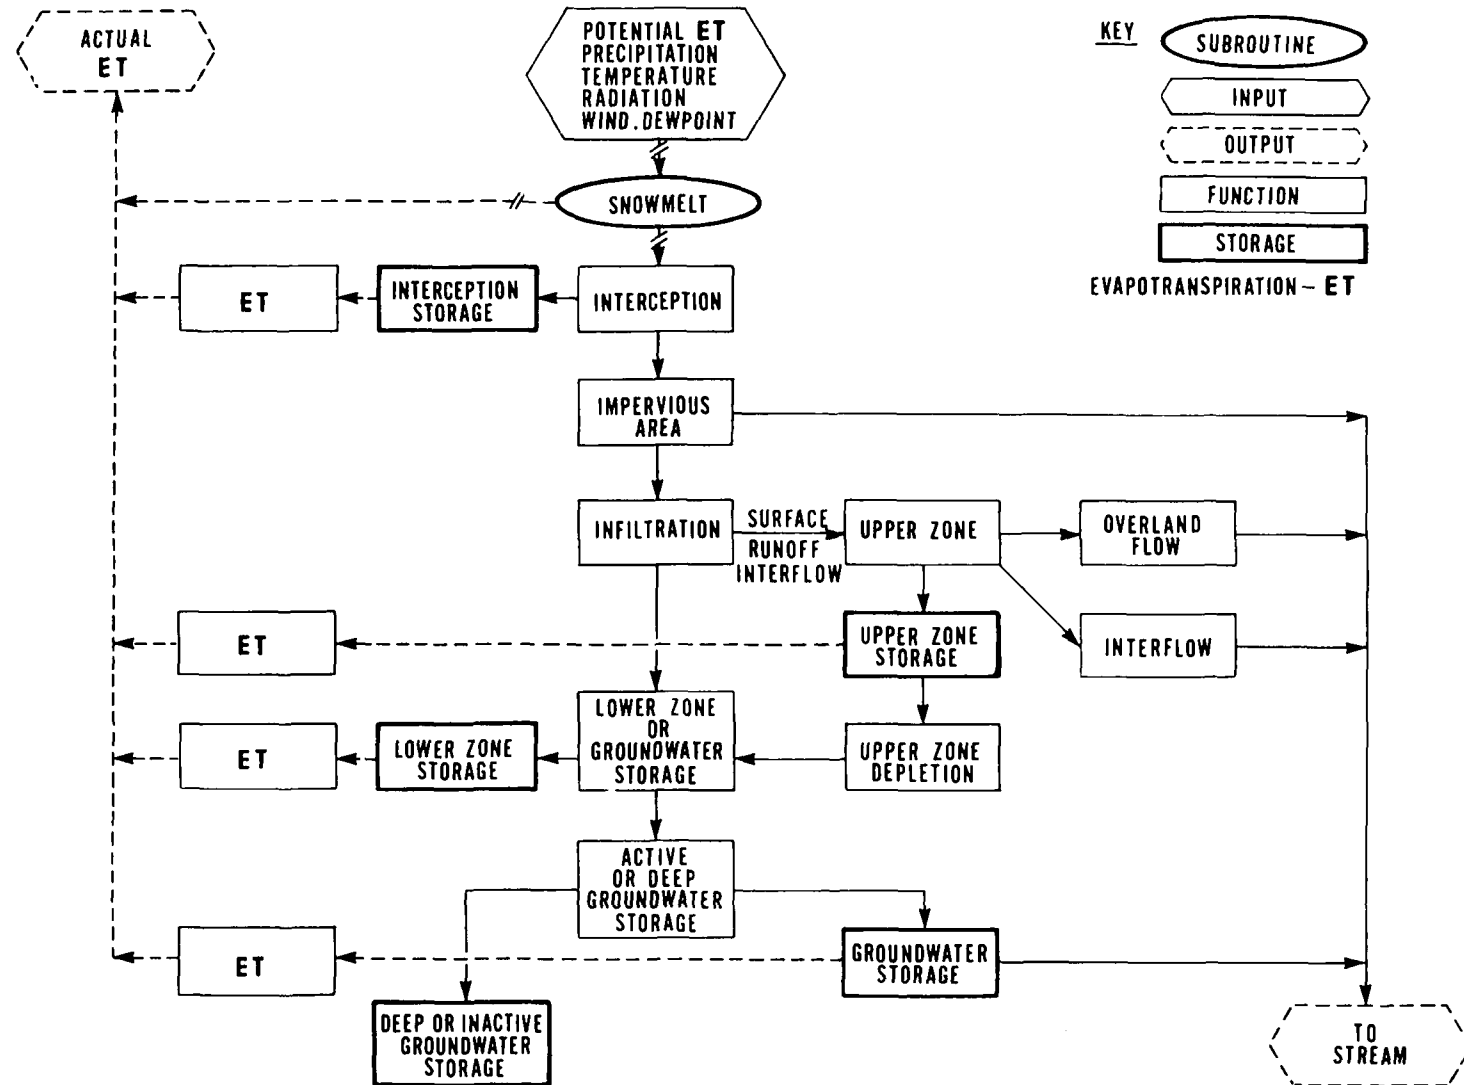 ACTUAL
ET
POTENTIAL ET
PRECIPITATION
TEMPERATURE
RADIATION
WIND.DEWPOINT
KEY
SUBROUTINE
INPUT
OUTPUT
FUNCTION
STORAGE
EVAPOTRANSPIRATION - ET
SNOWMELT
ET
INTERCEPTION
STORAGE
INTERCEPTION
IMPERVIOUS
AREA
INFILTRATION
SURFACE
RUNOFF
INTERFLOW
UPPER ZONE
OVERLAND
FLOW
ET
UPPER ZONE
STORAGE
INTERFLOW
ET
LOWER ZONE
STORAGE
LOWER ZONE
OR
GROUNDWATER
STORAGE
UPPER ZONE
DEPLETION
ACTIVE
OR DEEP
GROUNDWATER
STORAGE
ET
GROUNDWATER
STORAGE
DEEP OR INACTIVE
GROUNDWATER
STORAGE
TO
STREAM